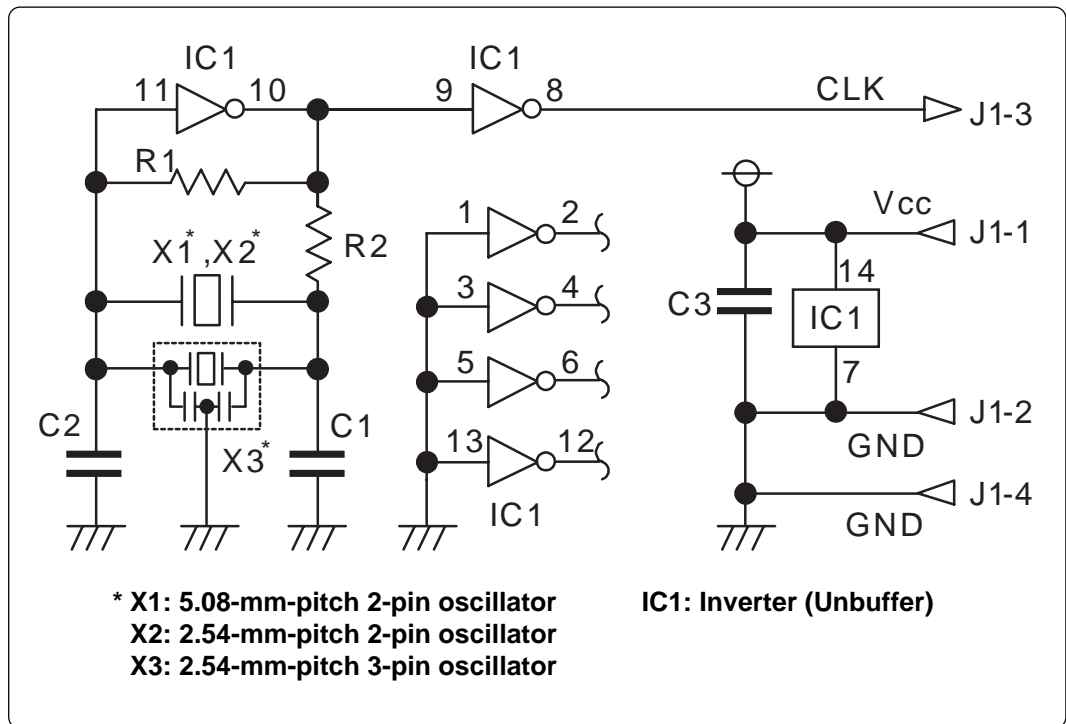 IC1 IC1
11 10 9 8 CLK J1-3
R1
1 2 Vcc J1-1
X1*,X2* R2
14
3 4 C3 IC1
5 6 7
C2 X3* C1 J1-2
13 12 GND
IC1 J1-4
GND
* X1: 5.08-mm-pitch 2-pin oscillator IC1: Inverter (Unbuffer)
X2: 2.54-mm-pitch 2-pin oscillator
X3: 2.54-mm-pitch 3-pin oscillator